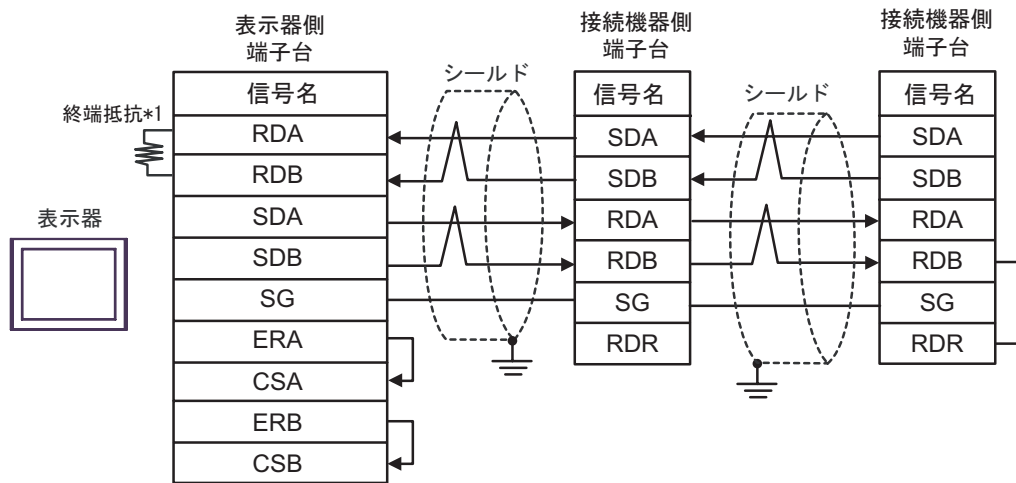 表示器側
端子台
信号名
RDA
RDB
SDA
SDB
SG
ERA
CSA
ERB
CSB
終端抵抗*1
表示器
シールド
接続機器側
端子台
信号名
SDA
SDB
RDA
RDB
SG
RDR
シールド
接続機器側
端子台
信号名
SDA
SDB
RDA
RDB
SG
RDR